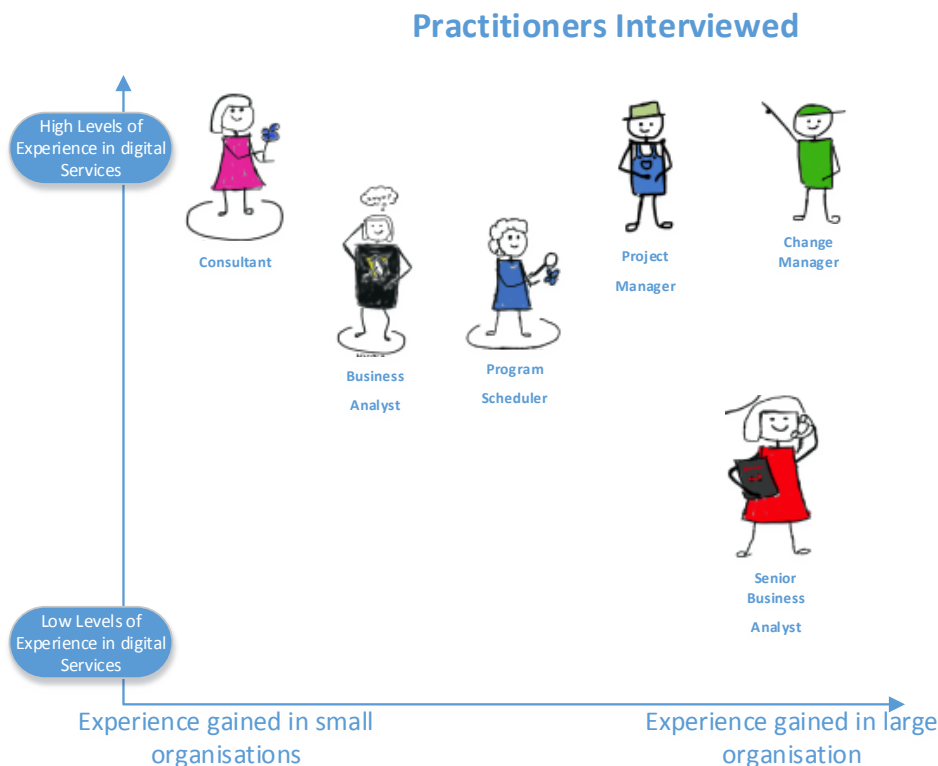 Practitioners Interviewed
High Levels of
Experience in digital
Services
Consultant
Business
Analyst
Program
Scheduler
Project
Manager
Change
Manager
Senior
Business
Analyst
Low Levels of
Experience in digital
Services
Experience gained in small
organisations
Experience gained in large
organisation